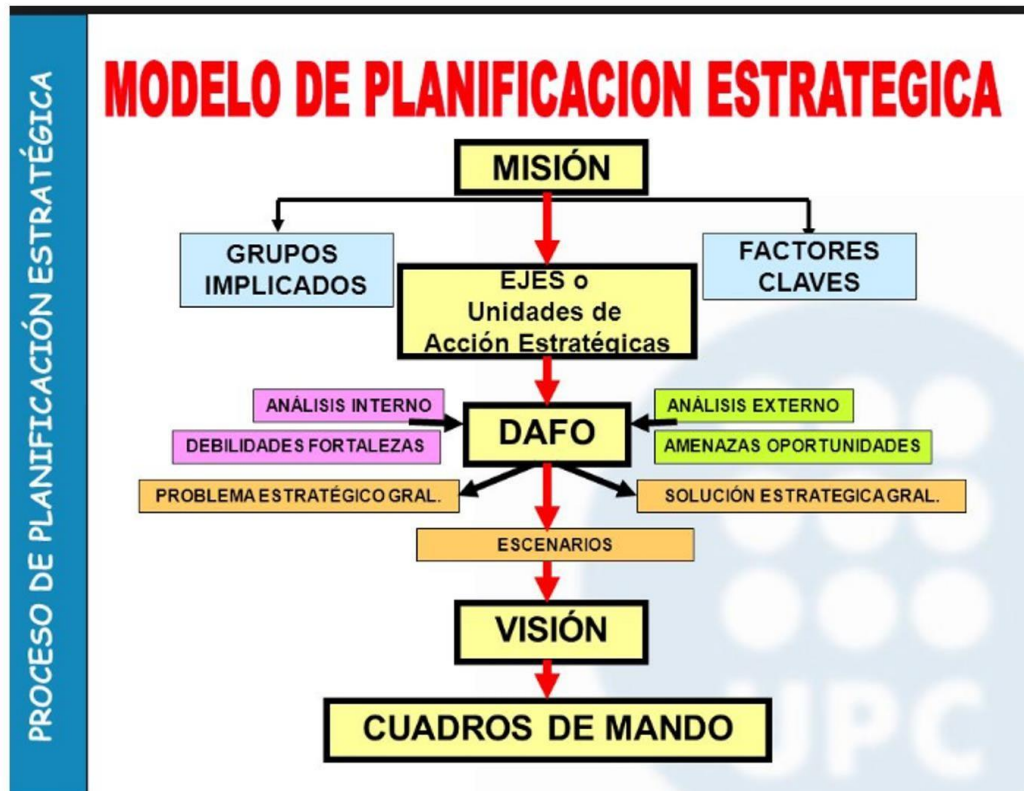 PROCESO DE PLANIFICACIÓN ESTRATÉGICA
MODELO DE PLANIFICACION ESTRATEGICA
MISIÓN
GRUPOS
IMPLICADOS
FACTORES
CLAVES
EJES o
Unidades de
Acción Estratégicas
ANÁLISIS INTERNO
ANÁLISIS EXTERNO
DAFO
DEBILIDADES FORTALEZAS
AMENAZAS OPORTUNIDADES
PROBLEMA ESTRATÉGICO GRAL.
SOLUCIÓN ESTRATEGICA GRAL.
ESCENARIOS
VISIÓN
CUADROS DE MANDO
UPC